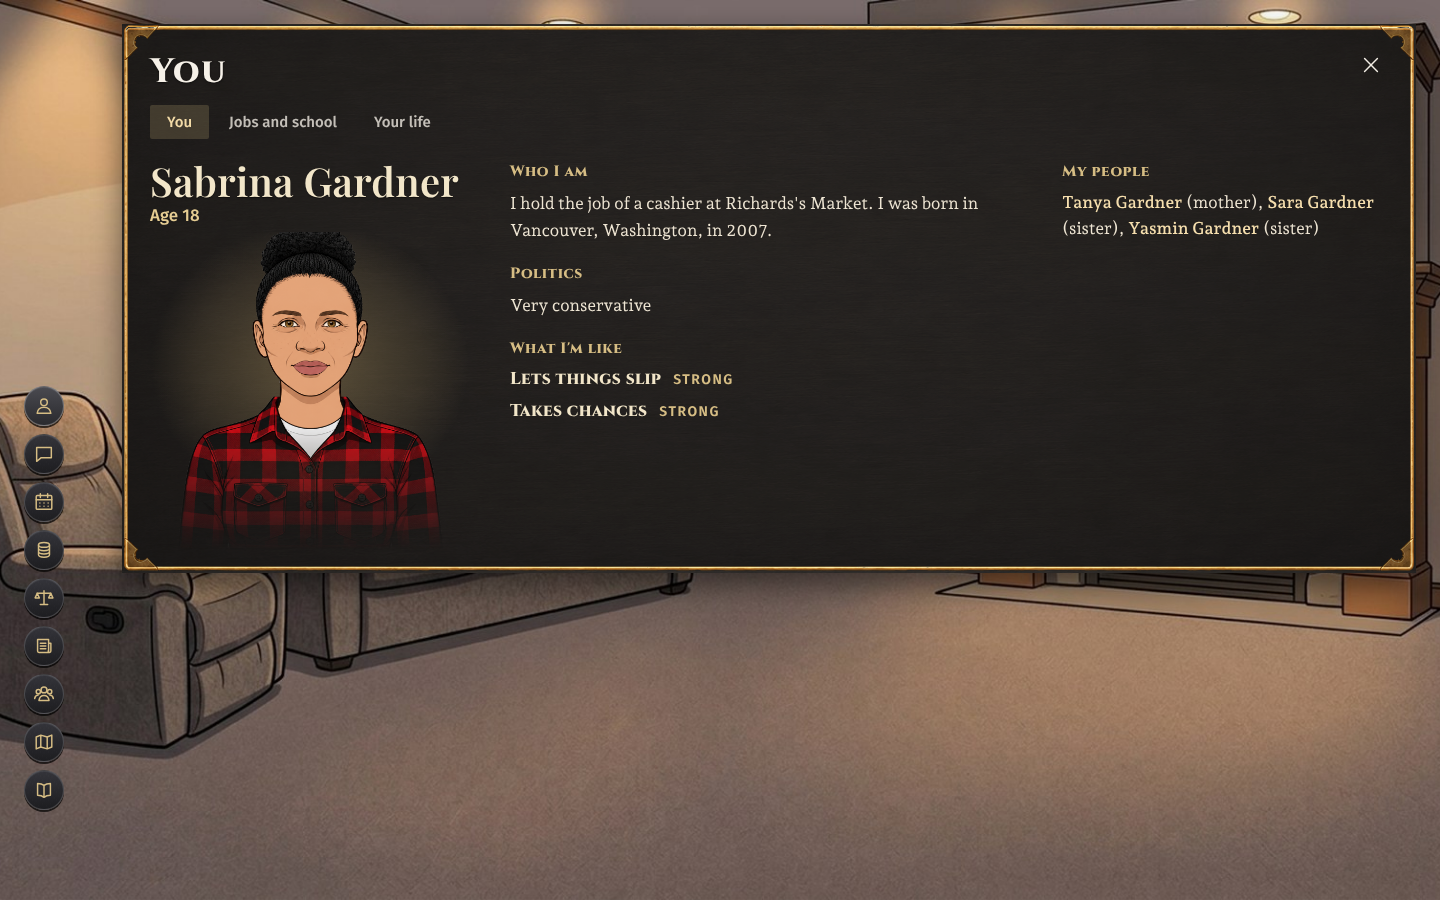 You
You
Jobs and school
Your life
Sabrina Gardner
Age 18
Who I am
I hold the job of a cashier at Richards's Market. I was born in
Vancouver, Washington, in 2007.
Politics
Very conservative
What I'm like
Lets things slip STRONG
Takes chances STRONG
My people
Tanya Gardner (mother), Sara Gardner
(sister), Yasmin Gardner (sister)